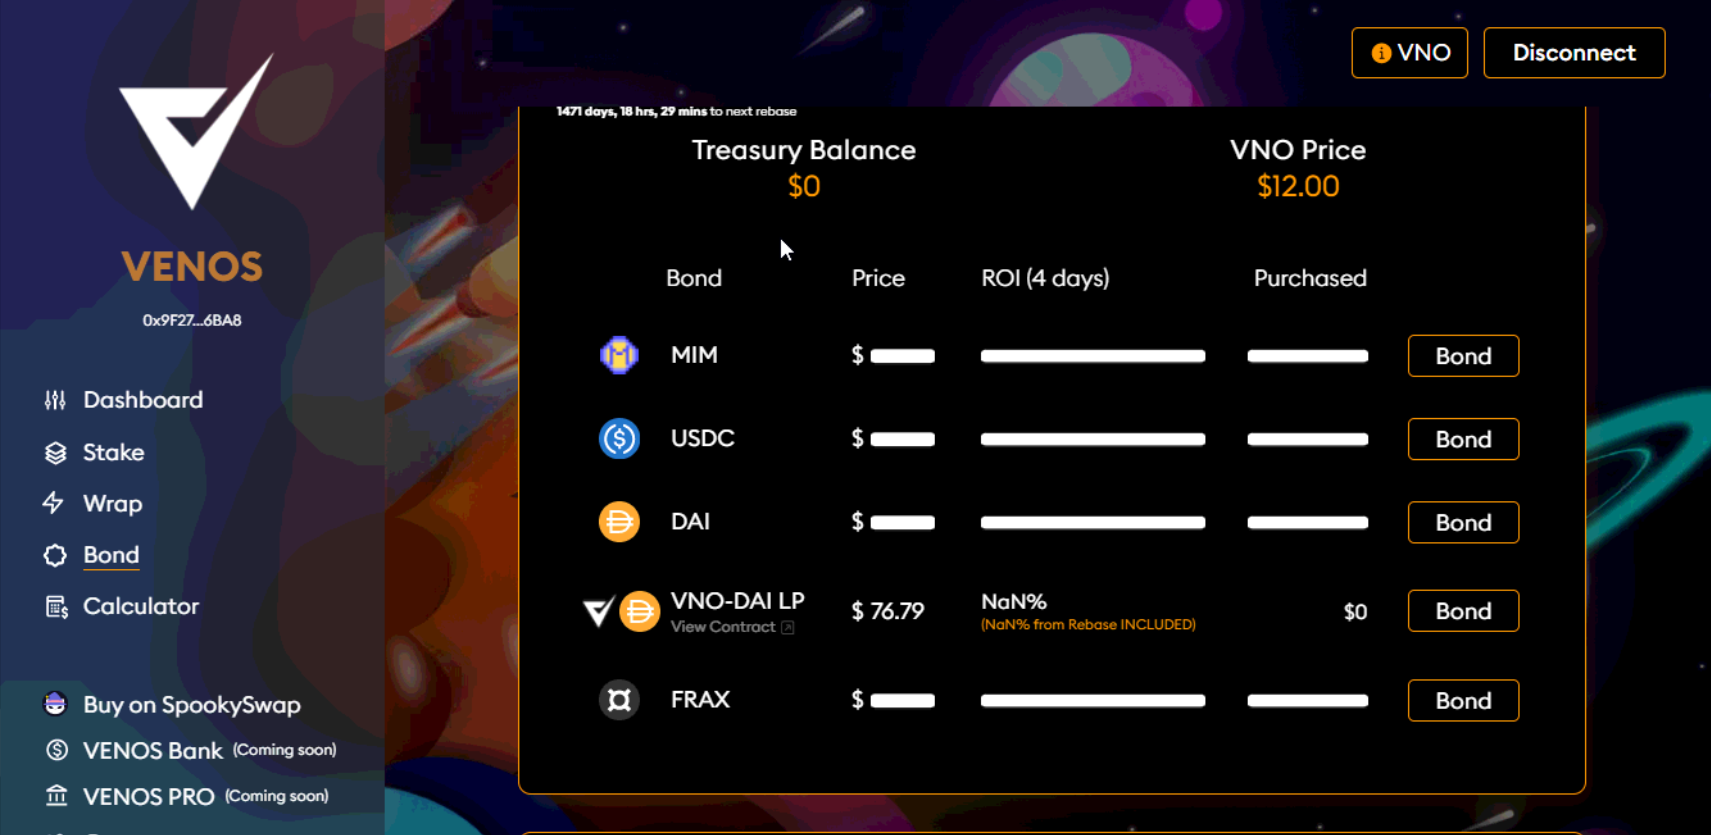 VENOS
0x9F27...6BA8
Dashboard
Stake
Wrap
Bond
Calculator
Buy on SpookySwap
VENOS Bank (Coming soon)
VENOS PRO (Coming soon)
VNO
Disconnect
1471 days, 18 hrs, 29 mins to next rebase
Treasury Balance
$0
VNO Price
$12.00
Bond Price ROI (4 days) Purchased
MIM $ Bond
USDC $ Bond
DAI $ Bond
VNO-DAI LP $ 76.79 NaN% $0 Bond
View Contract (NaN% from Rebase INCLUDED)
FRAX $ Bond